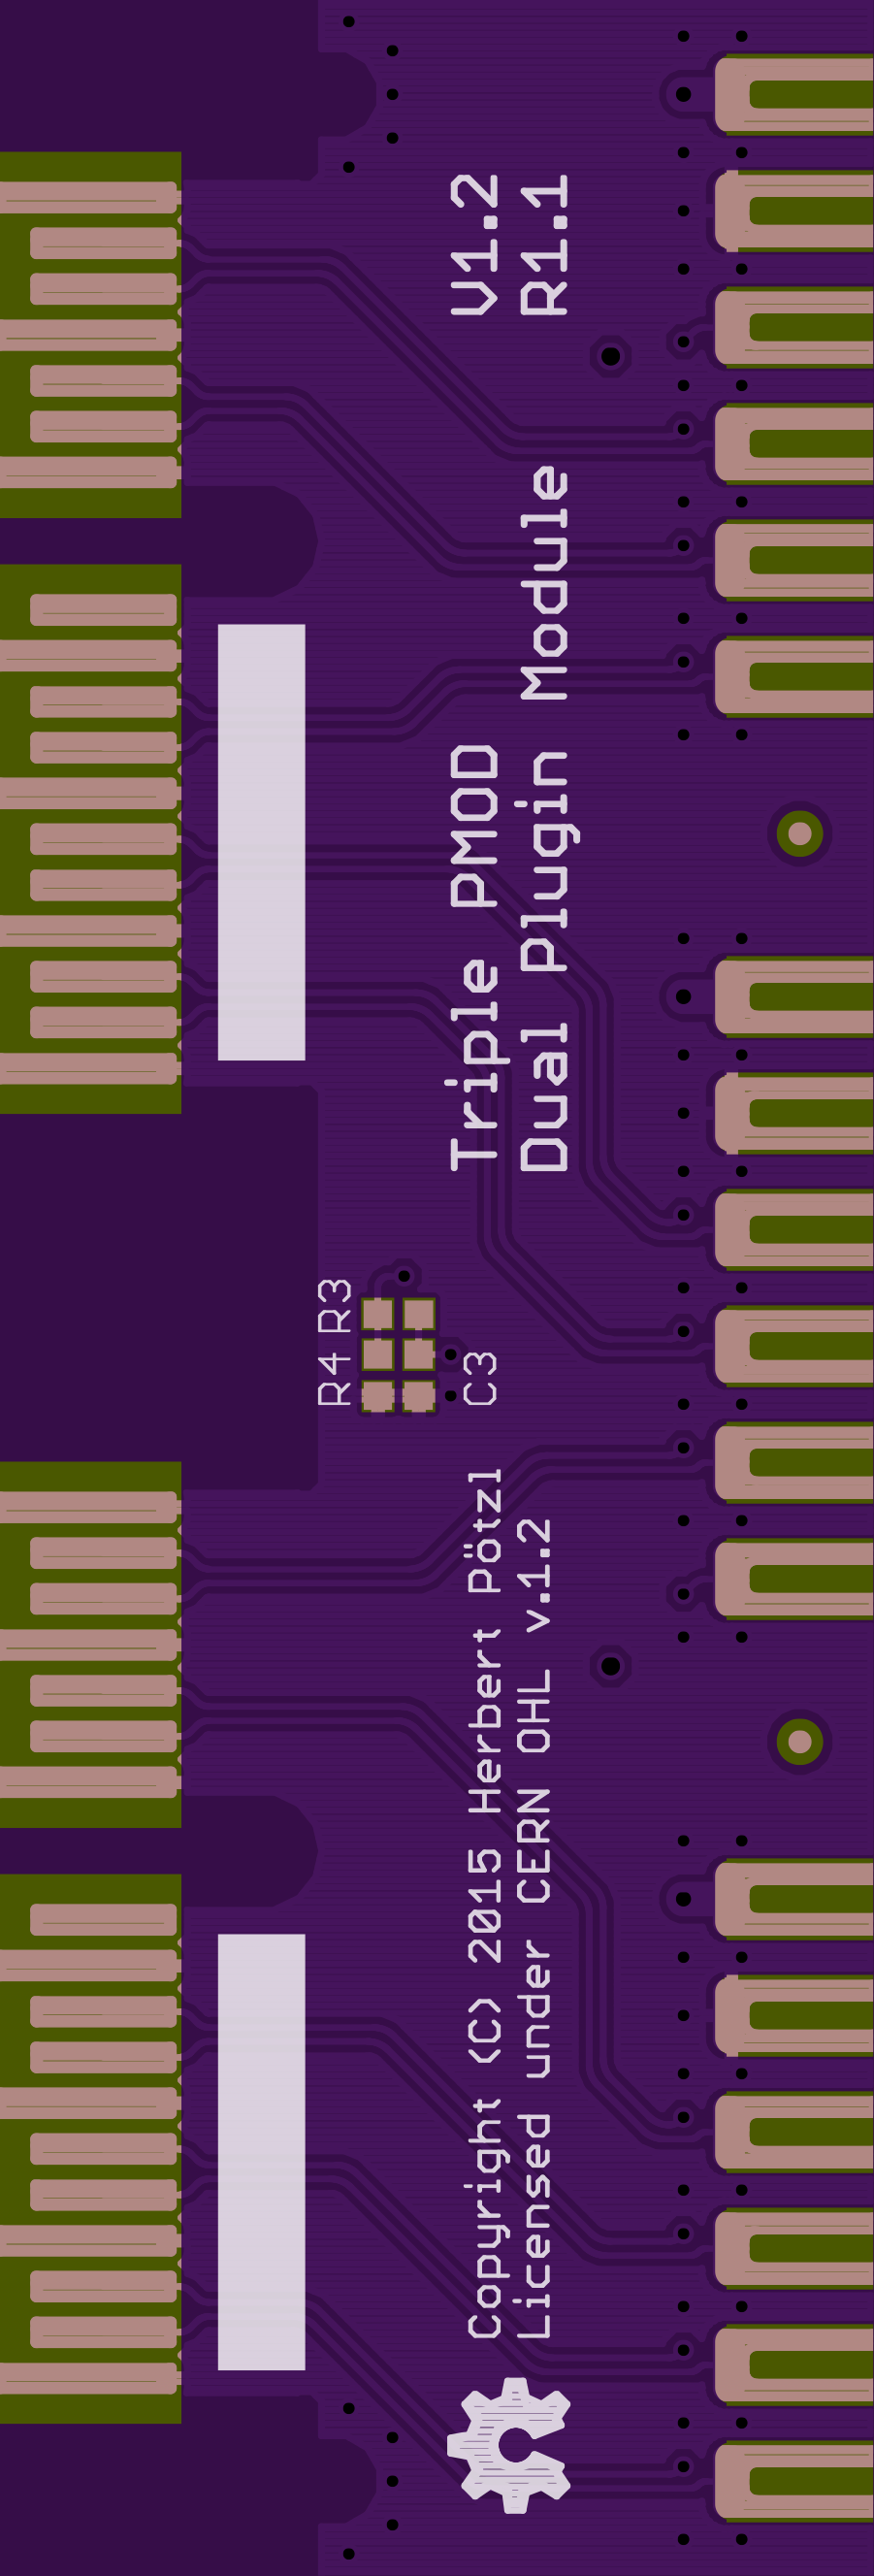 V1.2
R1.1
Triple PMOD
Dual Plugin Module
R4 R3
C3
Copyright (C) 2015 Herbert Pötzl
Licensed under CERN OHL v.1.2